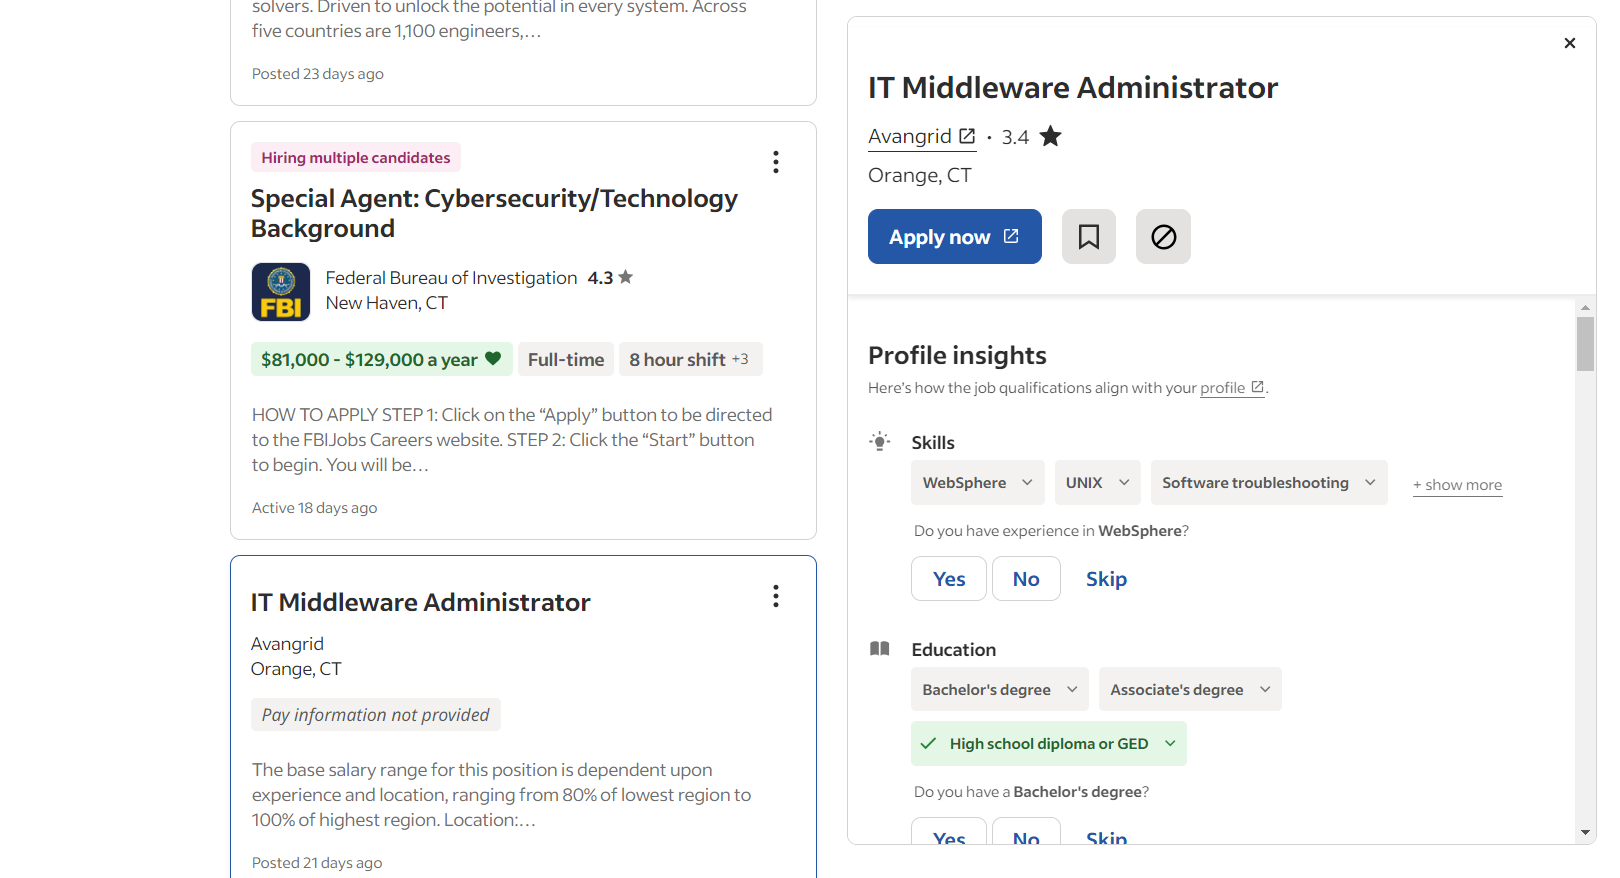 solvers. Driven to unlock the potential in every system. Across
five countries are 1,100 engineers,…
Posted 23 days ago
Hiring multiple candidates
Special Agent: Cybersecurity/Technology
Background
FBI
Federal Bureau of Investigation 4.3
New Haven, CT
$81,000 - $129,000 a year
Full-time
8 hour shift +3
HOW TO APPLY STEP 1: Click on the “Apply” button to be directed
to the FBIJobs Careers website. STEP 2: Click the “Start” button
to begin. You will be…
Active 18 days ago
IT Middleware Administrator
Avangrid
Orange, CT
Pay information not provided
The base salary range for this position is dependent upon
experience and location, ranging from 80% of lowest region to
100% of highest region. Location:…
Posted 21 days ago
IT Middleware Administrator
Avangrid · 3.4
Orange, CT
Apply now
Profile insights
Here’s how the job qualifications align with your profile.
Skills
WebSphere
UNIX
Software troubleshooting
+ show more
Do you have experience in WebSphere?
Yes
No
Skip
Education
Bachelor's degree
Associate's degree
High school diploma or GED
Do you have a Bachelor's degree?
Yes
No
Skip